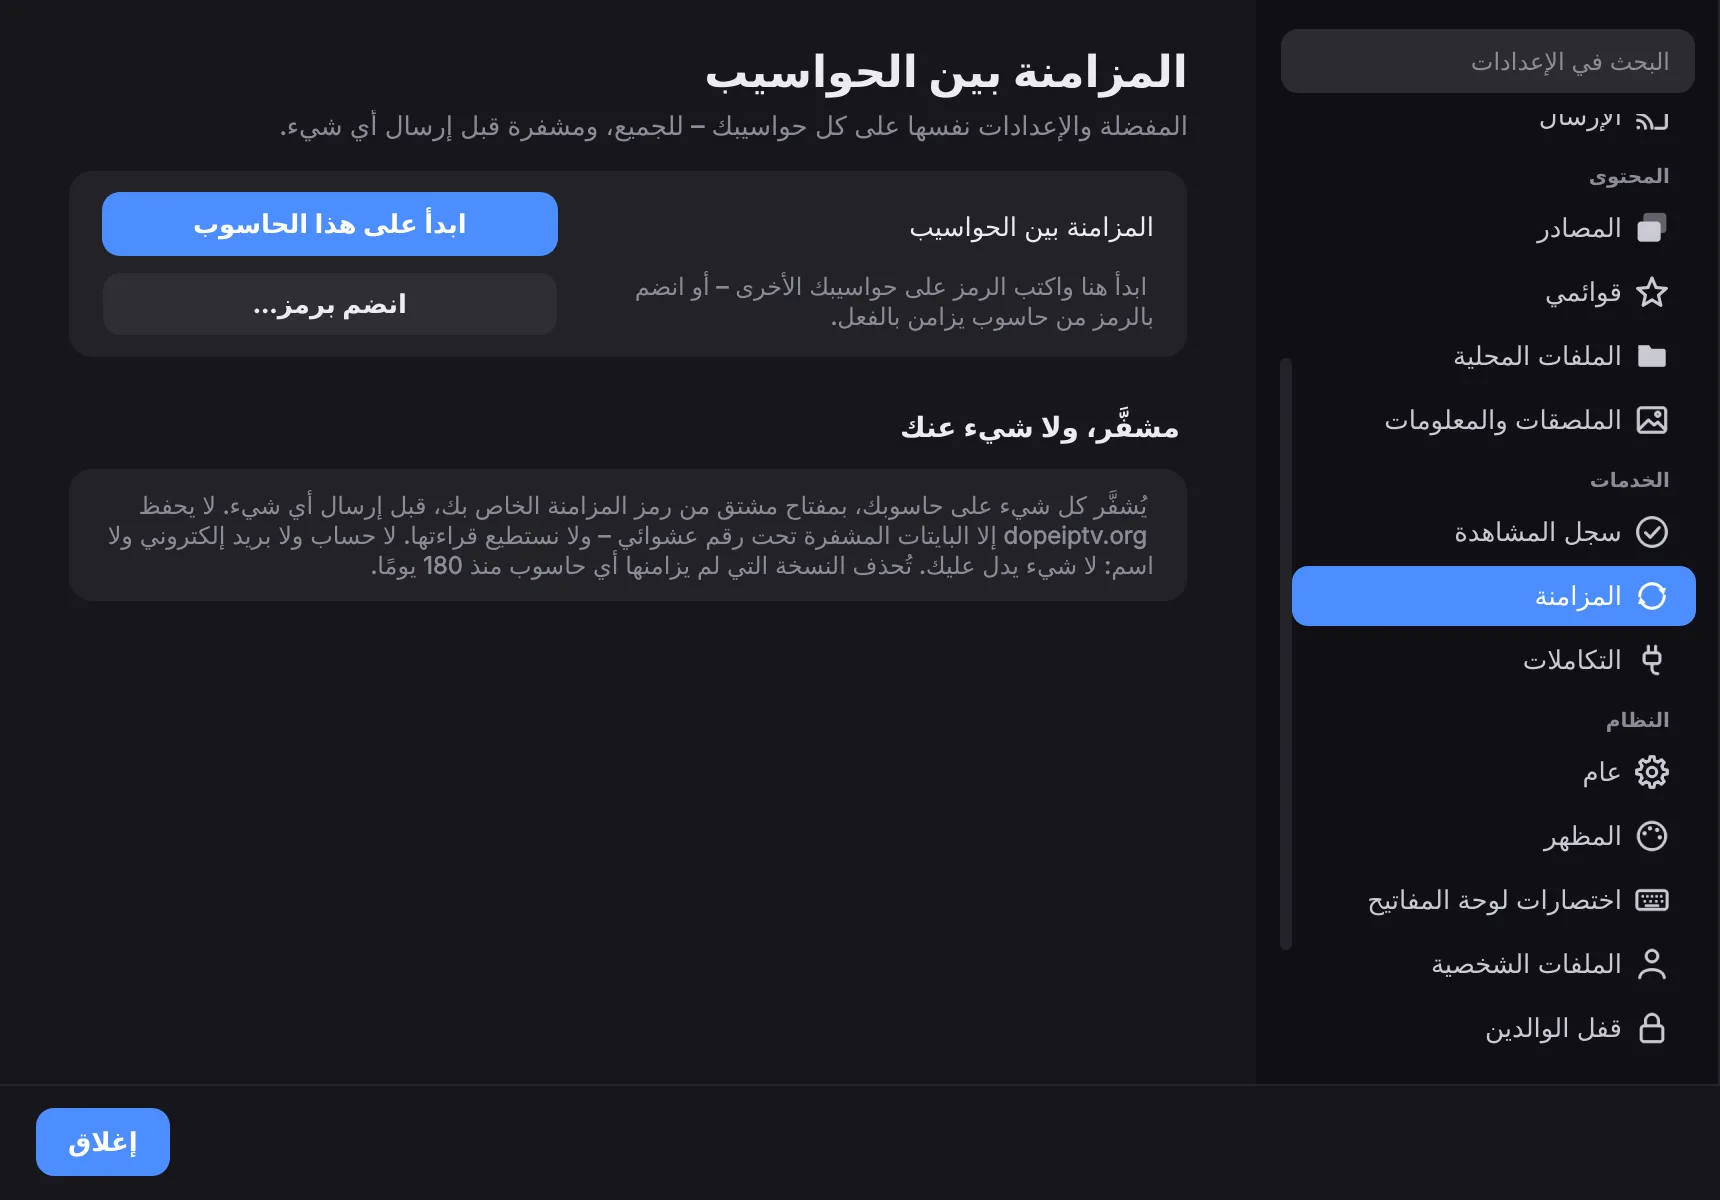 البحث في الإعدادات
الإرسال
المحتوى
المصادر
قوائمي
الملفات المحلية
الملصقات والمعلومات
الخدمات
سجل المشاهدة
المزامنة
التكاملات
النظام
عام
المظهر
اختصارات لوحة المفاتيح
الملفات الشخصية
قفل الوالدين
المزامنة بين الحواسيب
المفضلة والإعدادات نفسها على كل حواسيبك – للجميع، ومشفرة قبل إرسال أي شيء.
المزامنة بين الحواسيب
ابدأ هنا واكتب الرمز على حواسيبك الأخرى – أو انضم
بالرمز من حاسوب يزامن بالفعل.
ابدأ على هذا الحاسوب
انضم برمز...
مشفَّر، ولا شيء عنك
يُشفَّر كل شيء على حاسوبك، بمفتاح مشتق من رمز المزامنة الخاص بك، قبل إرسال أي شيء. لا يحفظ
dopeiptv.org إلا البايتات المشفرة تحت رقم عشوائي – ولا نستطيع قراءتها. لا حساب ولا بريد إلكتروني ولا
اسم: لا شيء يدل عليك. تُحذف النسخة التي لم يزامنها أي حاسوب منذ 180 يومًا.
إغلاق